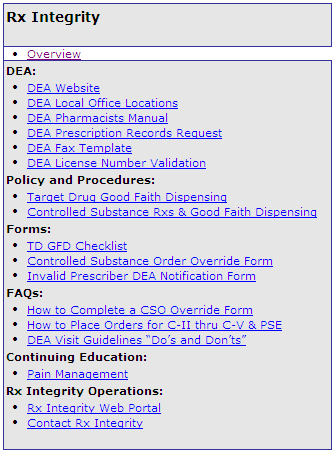 Rx Integrity
Overview
DEA:
DEA Website
DEA Local Office Locations
DEA Pharmacists Manual
DEA Prescription Records Request
DEA Fax Template
DEA License Number Validation
Policy and Procedures:
Target Drug Good Faith Dispensing
Controlled Substance Rxs & Good Faith Dispensing
Forms:
TD GFD Checklist
Controlled Substance Order Override Form
Invalid Prescriber DEA Notification Form
FAQs:
How to Complete a CSO Override Form
How to Place Orders for C-II thru C-V & PSE
DEA Visit Guidelines “Do’s and Don’ts”
Continuing Education:
Pain Management
Rx Integrity Operations:
Rx Integrity Web Portal
Contact Rx Integrity